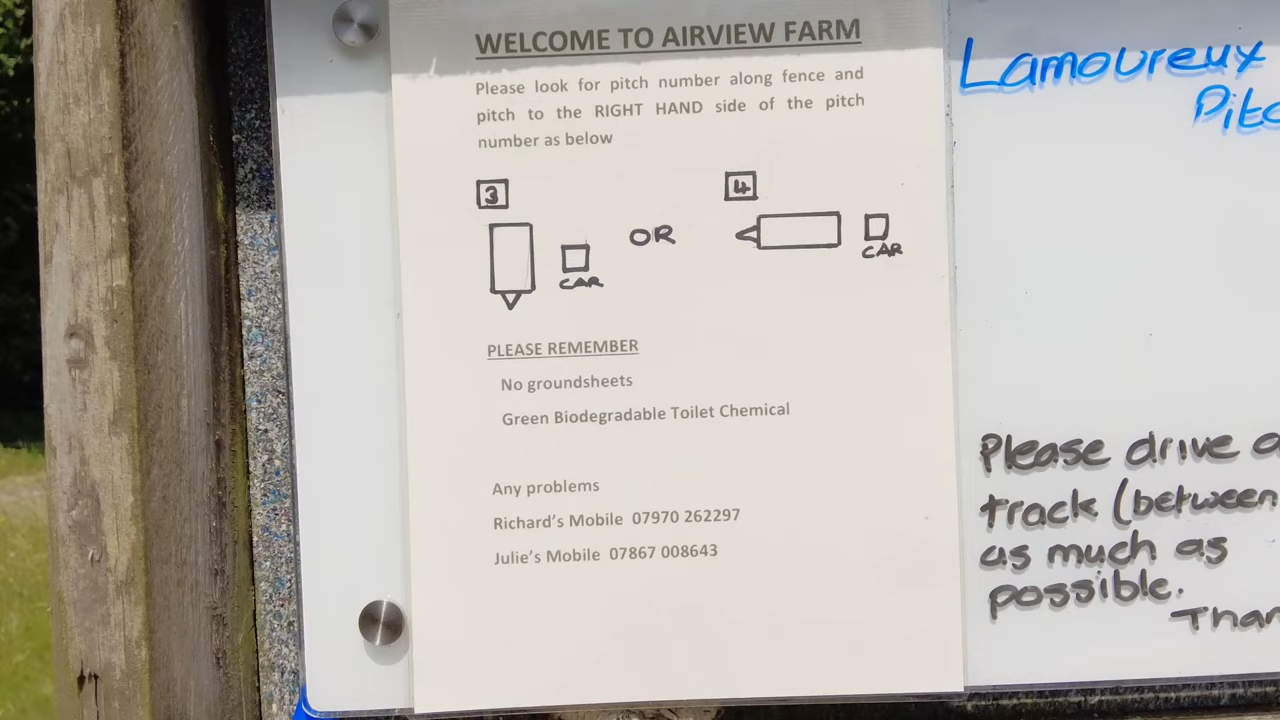 WELCOME TO AIRVIEW FARM
Please look for pitch number along fence and
pitch to the RIGHT HAND side of the pitch
number as below
3
CAR
OR
4
CAR
PLEASE REMEMBER
No groundsheets
Green Biodegradable Toilet Chemical
Any problems
Richard's Mobile 07970 262297
Julie's Mobile 07867 008643
Lamoureux
Please drive
track (between
as much as
possible.